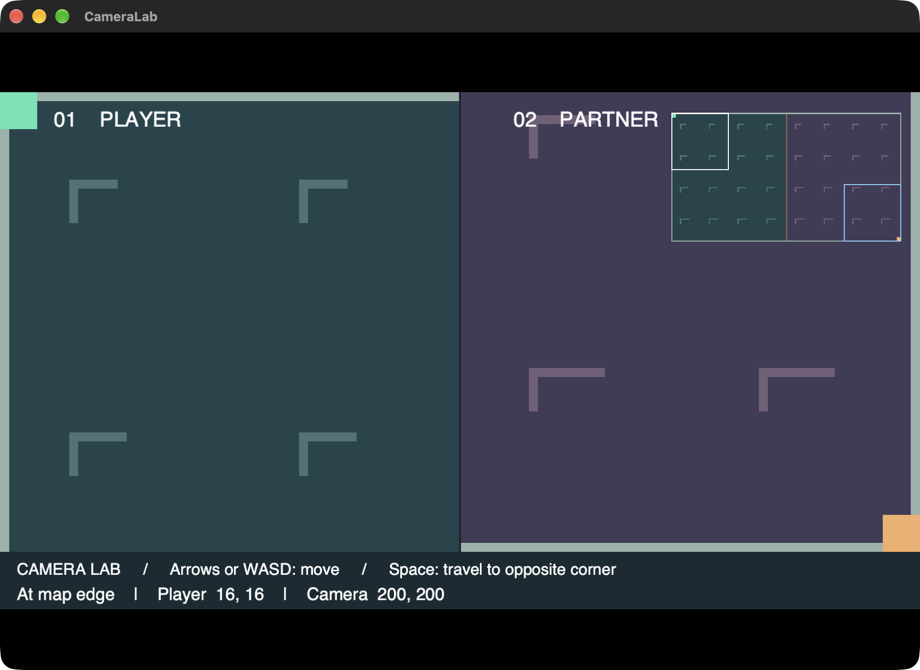 CameraLab
01 PLAYER
02 PARTNER
CAMERA LAB / Arrows or WASD: move / Space: travel to opposite corner
At map edge | Player 16, 16 | Camera 200, 200